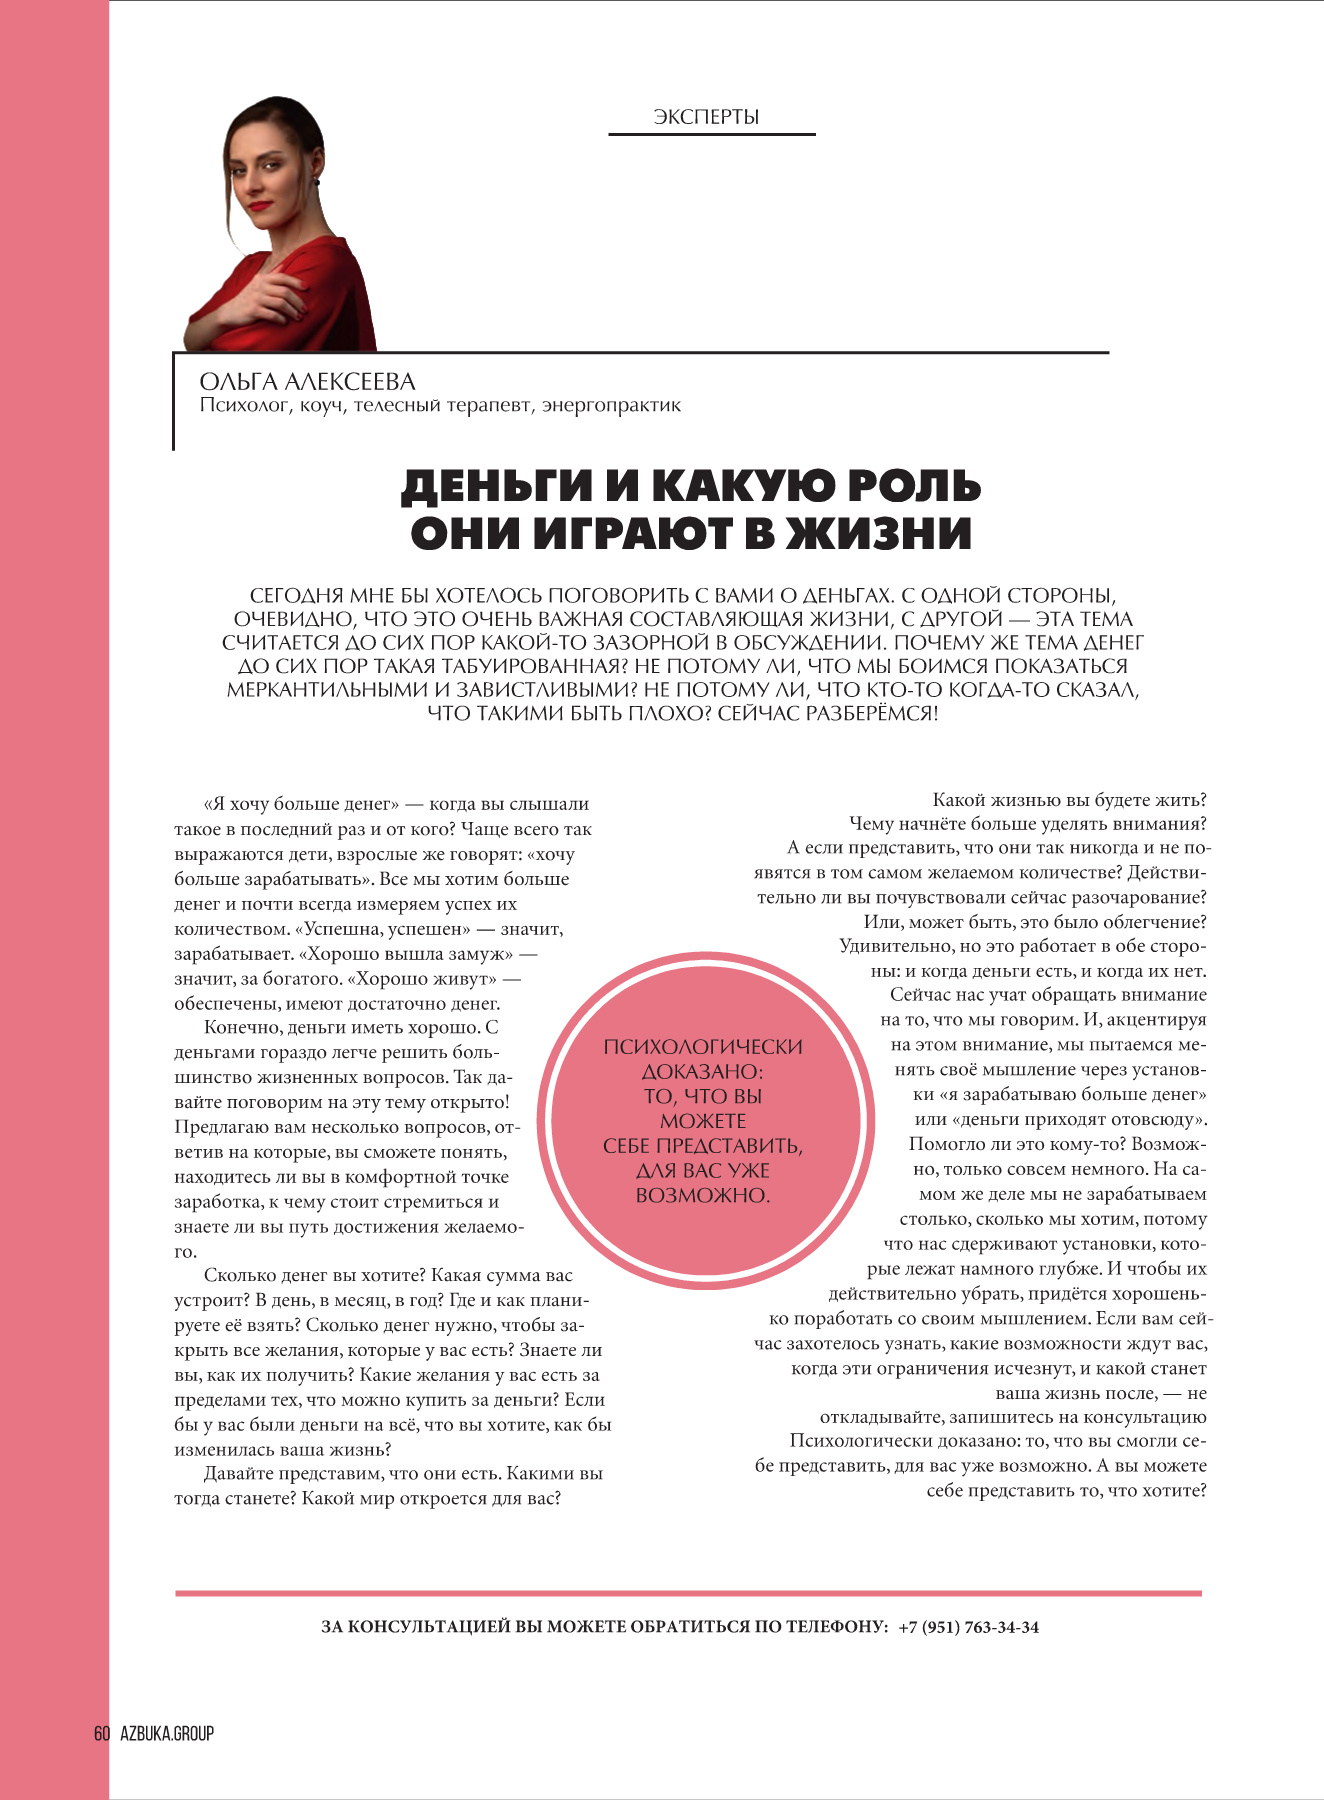 ЭКСПЕРТЫ
ОЛЬГА АЛЕКСЕЕВА
Психолог, коуч, телесный терапевт, энергопрактик
ДЕНЬГИ И КАКУЮ РОЛЬ
ОНИ ИГРАЮТ В ЖИЗНИ
СЕГОДНЯ МНЕ БЫ ХОТЕЛОСЬ ПОГОВОРИТЬ С ВАМИ О ДЕНЬГАХ. С ОДНОЙ СТОРОНЫ,
ОЧЕВИДНО, ЧТО ЭТО ОЧЕНЬ ВАЖНАЯ СОСТАВЛЯЮЩАЯ ЖИЗНИ, С ДРУГОЙ — ЭТА ТЕМА
СЧИТАЕТСЯ ДО СИХ ПОР КАКОЙ-ТО ЗАЗОРНОЙ В ОБСУЖДЕНИИ. ПОЧЕМУ ЖЕ ТЕМА ДЕНЕГ
ДО СИХ ПОР ТАКАЯ ТАБУИРОВАННАЯ? НЕ ПОТОМУ ЛИ, ЧТО МЫ БОИМСЯ ПОКАЗАТЬСЯ
МЕРКАНТИЛЬНЫМИ И ЗАВИСТЛИВЫМИ? НЕ ПОТОМУ ЛИ, ЧТО КТО-ТО КОГДА-ТО СКАЗАЛ,
ЧТО ТАКИМИ БЫТЬ ПЛОХО? СЕЙЧАС РАЗБЕРЁМСЯ!
«Я хочу больше денег» — когда вы слышали
такое в последний раз и от кого? Чаще всего так
выражаются дети, взрослые же говорят: «хочу
больше зарабатывать». Все мы хотим больше
денег и почти всегда измеряем успех их
количеством. «Успешна, успешен» — значит,
зарабатывает. «Хорошо вышла замуж» —
значит, за богатого. «Хорошо живут» —
обеспечены, имеют достаточно денег.
Конечно, деньги иметь хорошо. С
деньгами гораздо легче решить боль-
шинство жизненных вопросов. Так да-
вайте поговорим на эту тему открыто!
Предлагаю вам несколько вопросов, от-
ветив на которые, вы сможете понять,
находитесь ли вы в комфортной точке
заработка, к чему стоит стремиться и
знаете ли вы путь достижения желаемо-
го.
Сколько денег вы хотите? Какая сумма вас
устроит? В день, в месяц, в год? Где и как плани-
руете её взять? Сколько денег нужно, чтобы за-
крыть все желания, которые у вас есть? Знаете ли
вы, как их получить? Какие желания у вас есть за
пределами тех, что можно купить за деньги? Если
бы у вас были деньги на всё, что вы хотите, как бы
изменилась ваша жизнь?
Давайте представим, что они есть. Какими вы
тогда станете? Какой мир откроется для вас?
ПСИХОЛОГИЧЕСКИ
ДОКАЗАНО:
ТО, ЧТО ВЫ
МОЖЕТЕ
СЕБЕ ПРЕДСТАВИТЬ,
ДЛЯ ВАС УЖЕ
ВОЗМОЖНО.
Какой жизнью вы будете жить?
Чему начнёте больше уделять внимания?
А если представить, что они так никогда и не по-
явятся в том самом желаемом количестве? Действи-
тельно ли вы почувствовали сейчас разочарование?
Или, может быть, это было облегчение?
Удивительно, но это работает в обе сторо-
ны: и когда деньги есть, и когда их нет.
Сейчас нас учат обращать внимание
на то, что мы говорим. И, акцентируя
на этом внимание, мы пытаемся ме-
нять своё мышление через установ-
ки «я зарабатываю больше денег»
или «деньги приходят отовсюду».
Помогло ли это кому-то? Возмож-
но, только совсем немного. На са-
мом же деле мы не зарабатываем
столько, сколько мы хотим, потому
что нас сдерживают установки, кото-
рые лежат намного глубже. И чтобы их
действительно убрать, придётся хорошень-
ко поработать со своим мышлением. Если вам сей-
час захотелось узнать, какие возможности ждут вас,
когда эти ограничения исчезнут, и какой станет
ваша жизнь после, — не
откладывайте, запишитесь на консультацию
Психологически доказано: то, что вы смогли се-
бе представить, для вас уже возможно. А вы можете
себе представить то, что хотите?
ЗА КОНСУЛЬТАЦИЕЙ ВЫ МОЖЕТЕ ОБРАТИТЬСЯ ПО ТЕЛЕФОНУ: +7 (951) 763-34-34
60 AZBUKA.GROUP